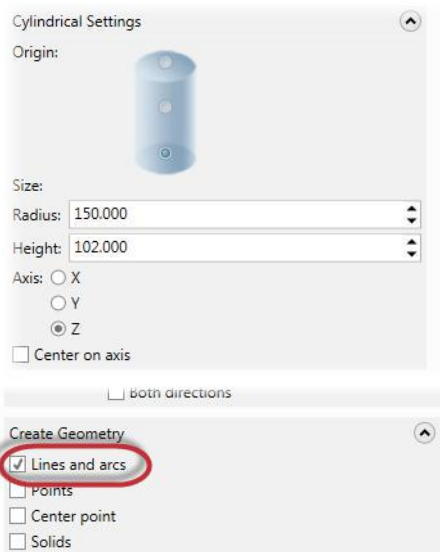 Cylindrical Settings
Origin:
Size:
Radius: 150.000
Height: 102.000
Axis: X
Y
Z
Center on axis
Both directions
Create Geometry
Lines and arcs
Points
Center point
Solids